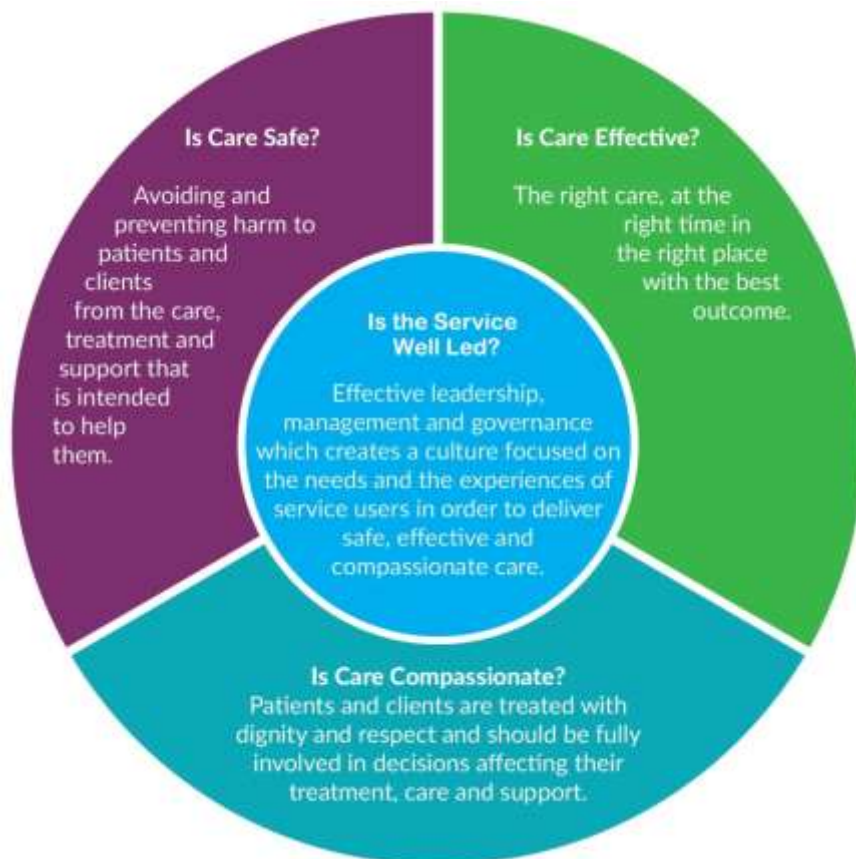 Is Care Safe?
Avoiding and
preventing harm to
patients and
clients
from the care,
treatment and
support that
is intended
to help
them.
Is Care Effective?
The right care, at the
right time in
the right place
with the best
outcome.
Is the Service
Well Led?
Effective leadership,
management and governance
which creates a culture focused on
the needs and the experiences of
service users in order to deliver
safe, effective and
compassionate care.
Is Care Compassionate?
Patients and clients are treated with
dignity and respect and should be fully
involved in decisions affecting their
treatment, care and support.